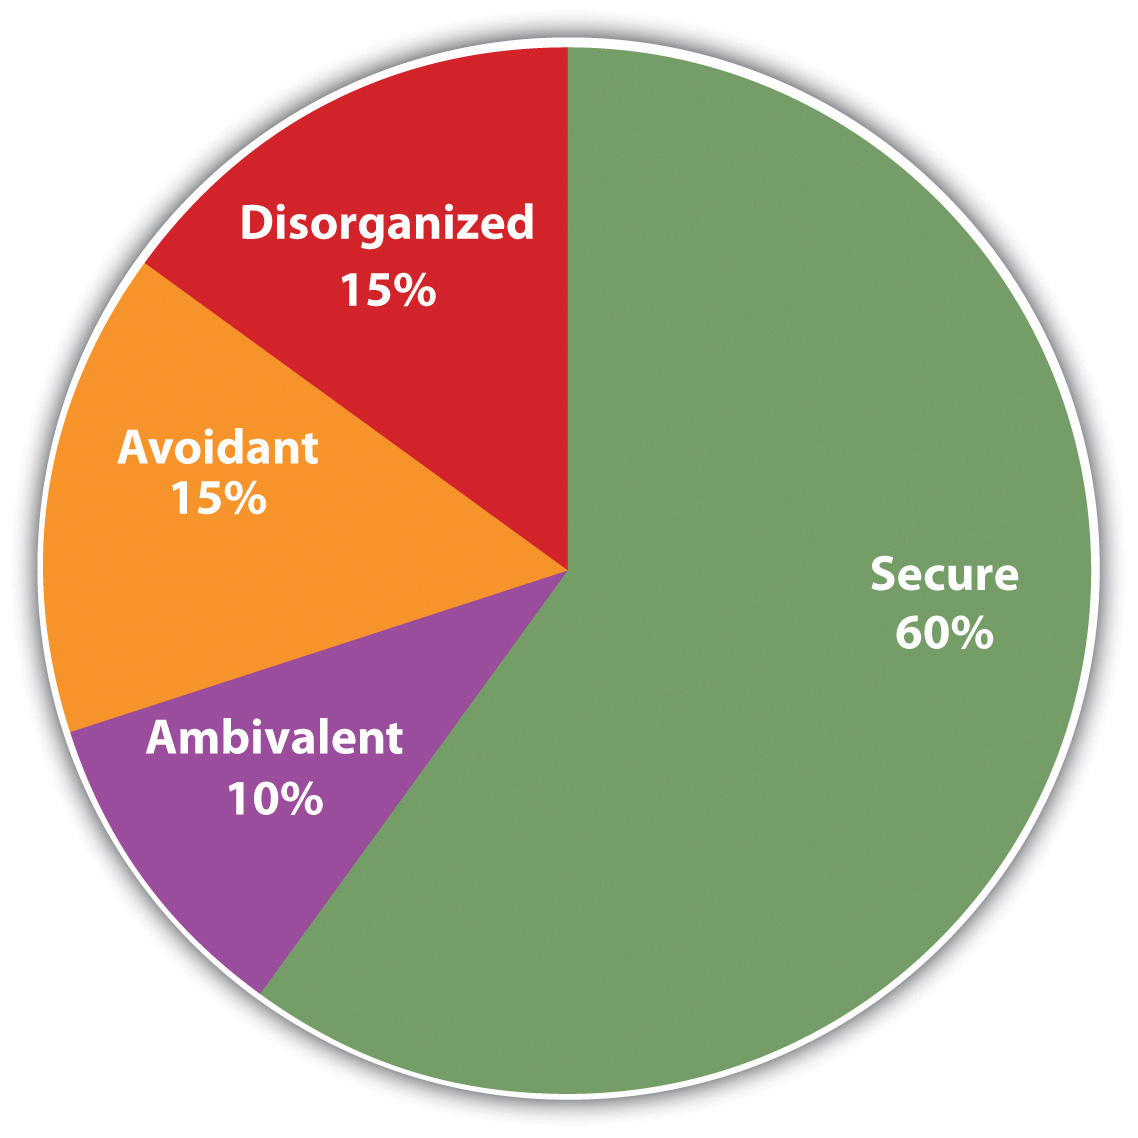 Disorganized
15%
Avoidant
15%
Secure
60%
Ambivalent
10%